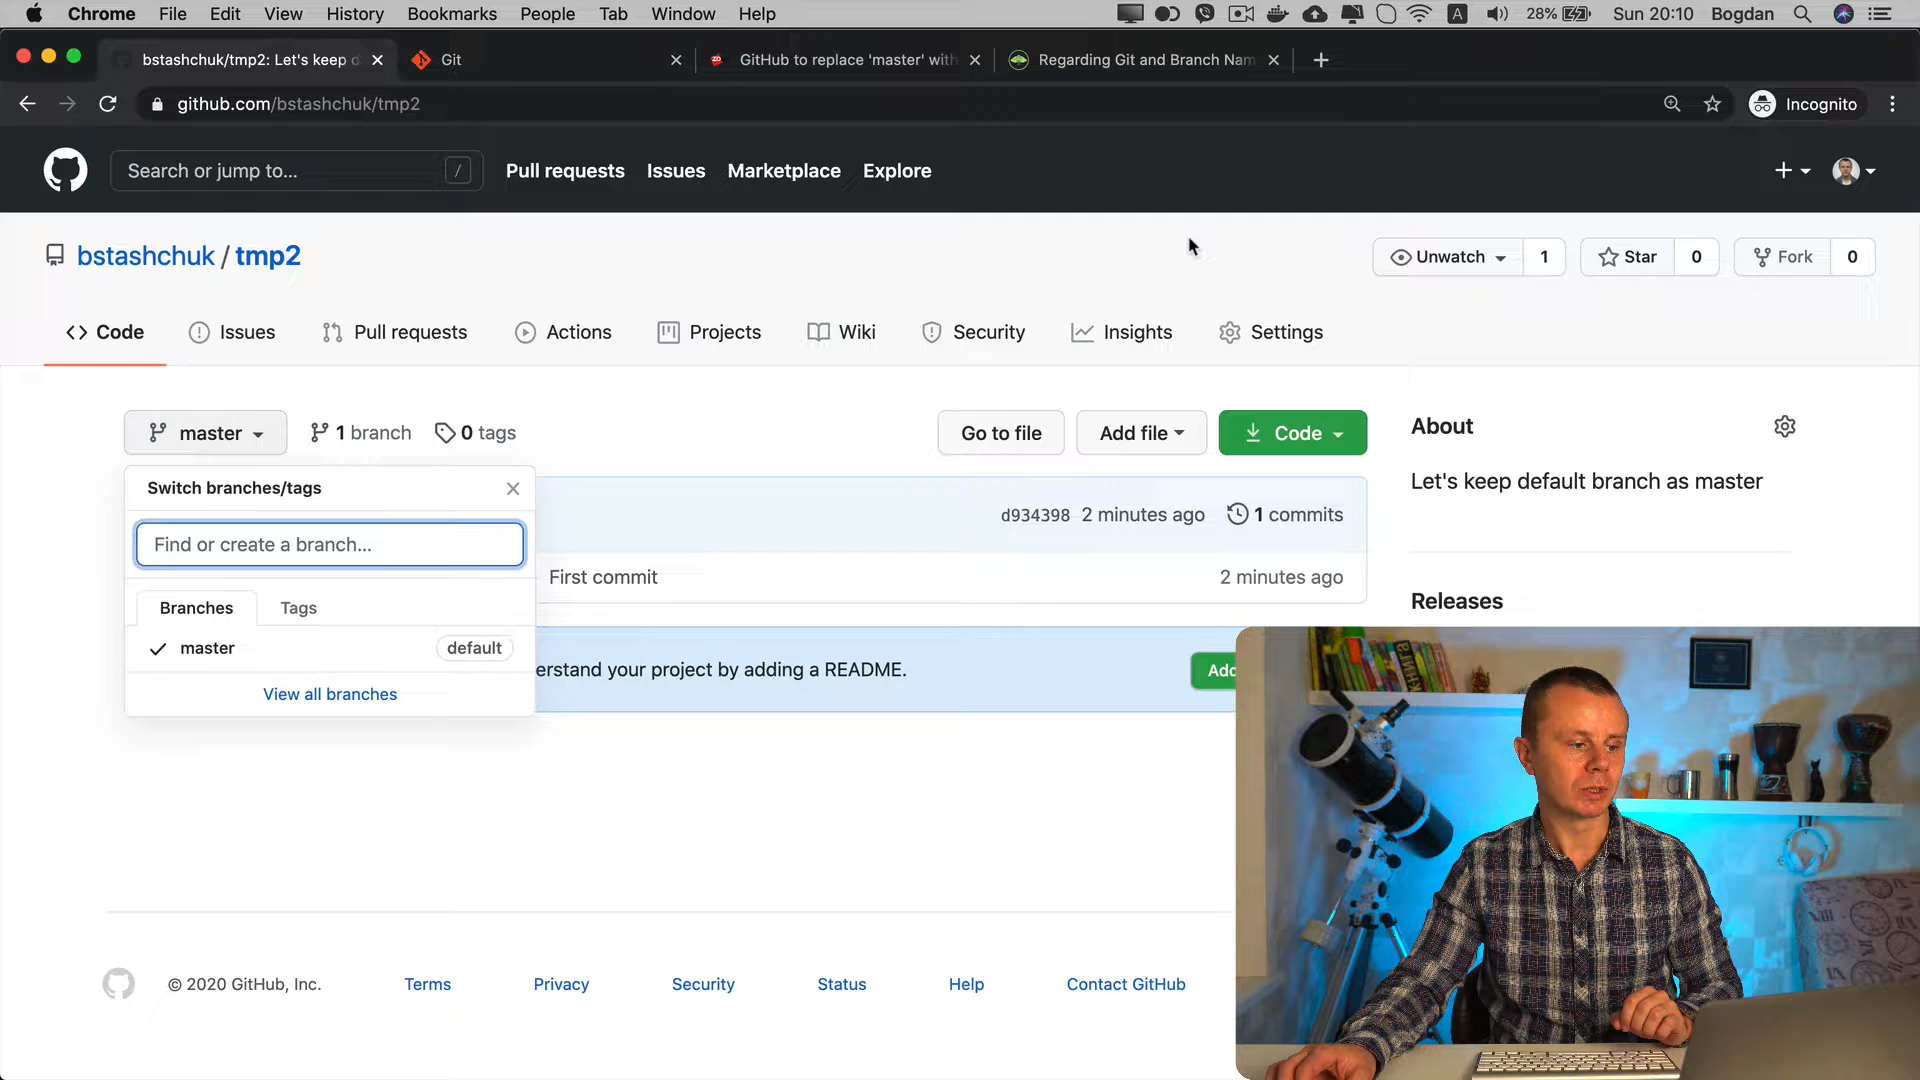 Chrome File Edit View History Bookmarks People Tab Window Help A 28% Sun 20:10 Bogdan
bstashchuk/tmp2: Let's keep d Git GitHub to replace 'master' with Regarding Git and Branch Nam
github.com/bstashchuk/tmp2 Incognito
Search or jump to... / Pull requests Issues Marketplace Explore
bstashchuk / tmp2 Unwatch 1 Star 0 Fork 0
Code Issues Pull requests Actions Projects Wiki Security Insights Settings
master 1 branch 0 tags Go to file Add file Code About
Let's keep default branch as master
Switch branches/tags
d934398 2 minutes ago 1 commits
Find or create a branch...
First commit 2 minutes ago
Releases
Branches Tags
master default
erstand your project by adding a README. Add
View all branches
КНИГА
© 2020 GitHub, Inc. Terms Privacy Security Status Help Contact GitHub